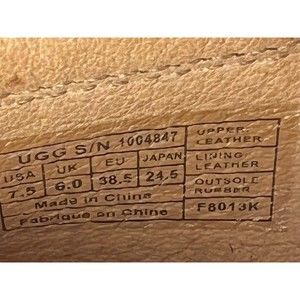 UGG S/N 1004847
USA UK EU JAPAN
7.5 6.0 38.5 24.5
Made in China
Fabriqué en Chine
UPPER-
LEATHER
LINING
LEATHER
OUTSOLE
RUBBER
F8013K